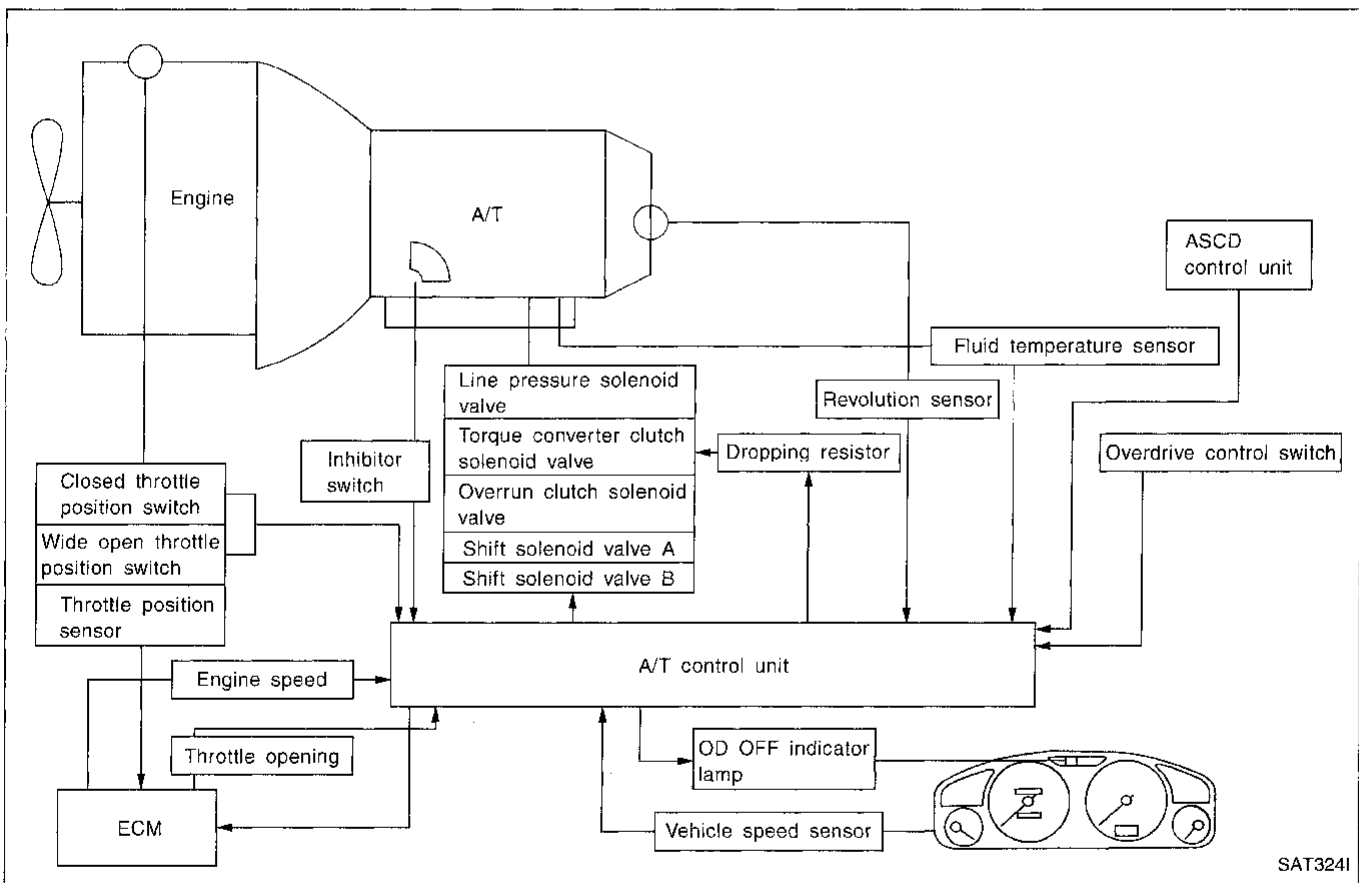 Engine
A/T
ASCD
control unit
Fluid temperature sensor
Line pressure solenoid
valve
Revolution sensor
Torque converter clutch
solenoid valve
Dropping resistor
Overdrive control switch
Inhibitor
switch
Closed throttle
position switch
Overrun clutch solenoid
valve
Wide open throttle
position switch
Shift solenoid valve A
Shift solenoid valve B
Throttle position
sensor
A/T control unit
Engine speed
Throttle opening
OD OFF indicator
lamp
ECM
Vehicle speed sensor
SAT324I